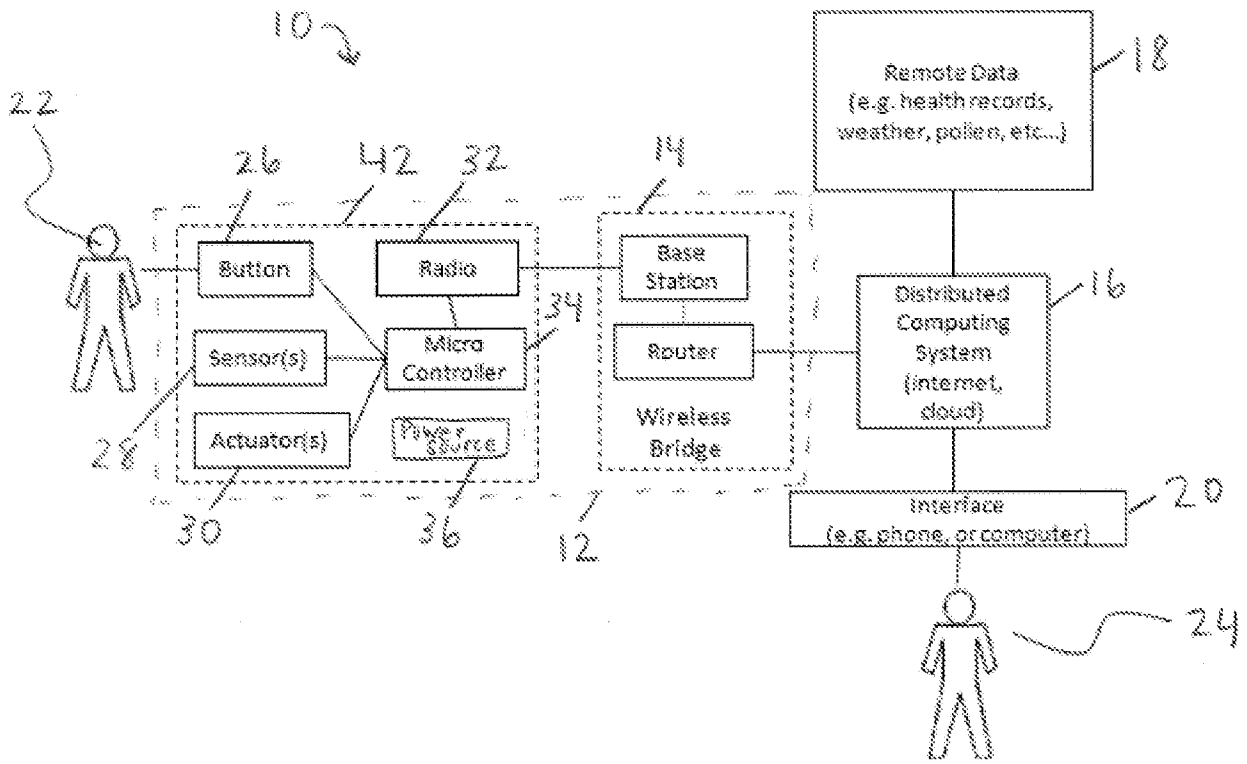 10
18
Remote Data
(e.g. health records,
weather, pollen, etc...)
22
26
42
32
14
Button
Radio
Base
Station
16
Distributed
Computing
System
(internet,
cloud)
34
Sensor(s)
Micro
Controller
Router
Actuator(s)
Power
Source
Wireless
Bridge
28
30
36
12
20
Interface
(e.g. phone, or computer)
24